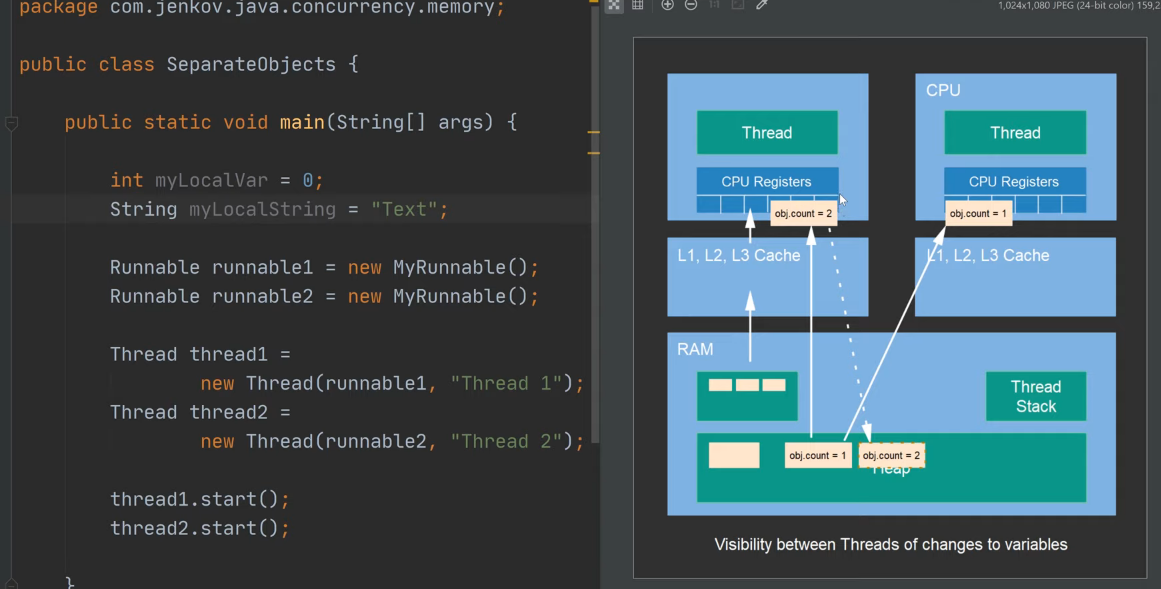 package com.jenkov.java.concurrency.memory;
public class SeparateObjects {
public static void main(String[] args) {
int myLocalVar = 0;
String myLocalString = "Text";
Runnable runnable1 = new MyRunnable();
Runnable runnable2 = new MyRunnable();
Thread thread1 =
new Thread(runnable1, "Thread 1");
Thread thread2 =
new Thread(runnable2, "Thread 2");
thread1.start();
thread2.start();
}
1,024x1,080 JPEG (24-bit color) 159,2
CPU
Thread
Thread
CPU Registers
CPU Registers
obj.count = 2
obj.count = 1
L1, L2, L3 Cache
L1, L2, L3 Cache
RAM
Thread
Stack
obj.count = 1
obj.count = 2
Heap
Visibility between Threads of changes to variables